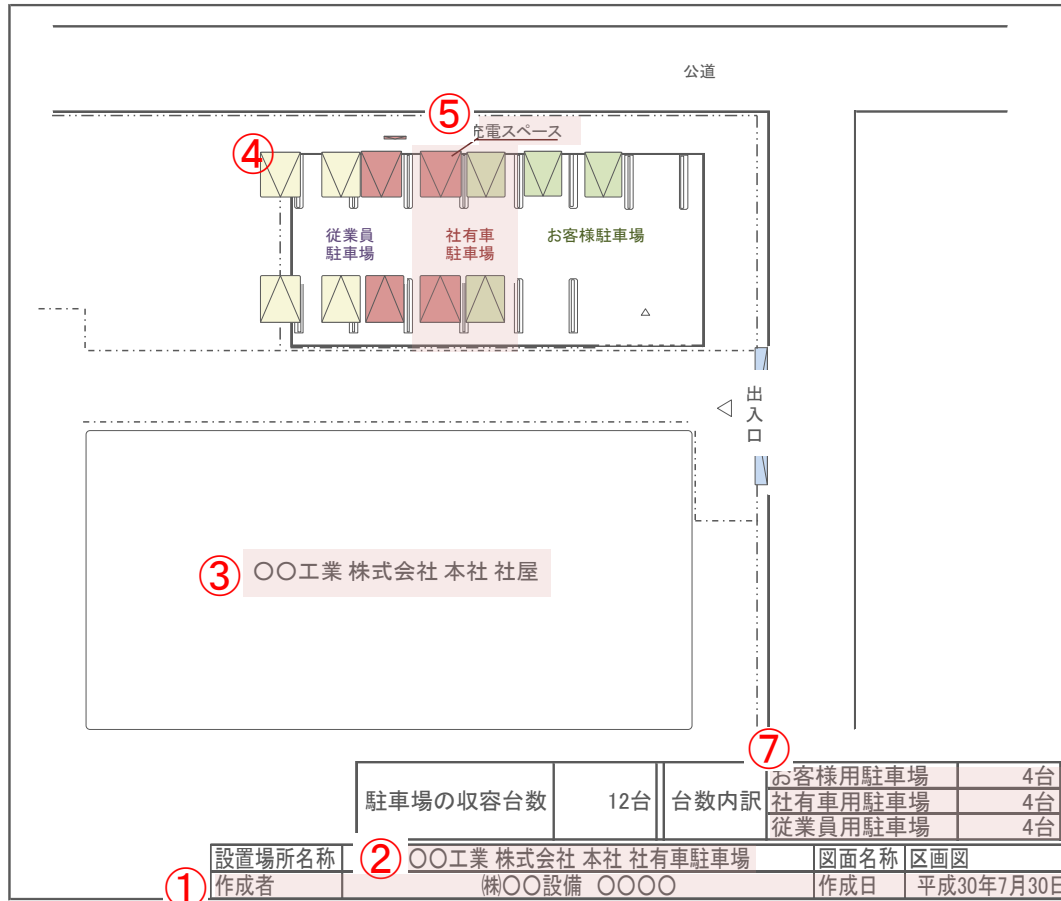 公道
⑤
充電スペース
④
従業員
駐車場
社有車
駐車場
お客様駐車場
出入口
③ 〇〇工業 株式会社 本社 社屋
⑦
駐車場の収容台数 12台 台数内訳
お客様用駐車場 4台
社有車用駐車場 4台
従業員用駐車場 4台
設置場所名称 ② 〇〇工業 株式会社 本社 社有車駐車場 図面名称 区画図
① 作成者 ㈱〇〇設備 〇〇〇〇 作成日 平成30年7月30日